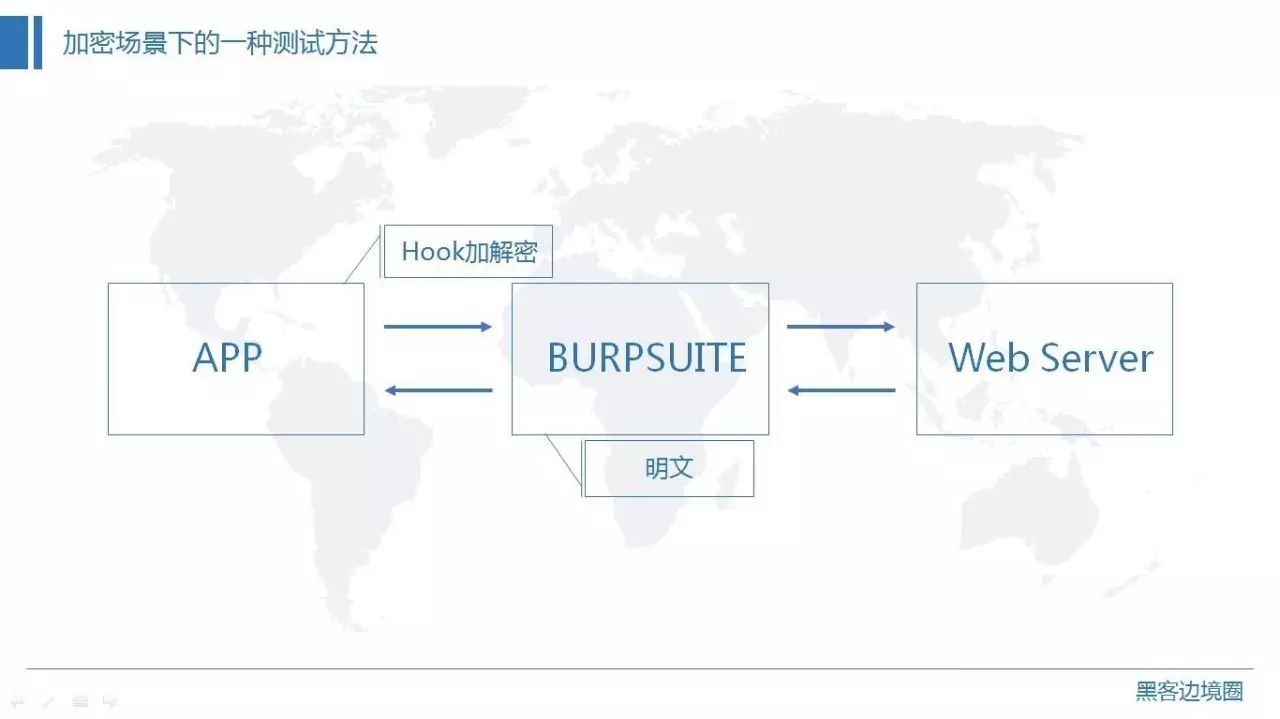 加密场景下的一种测试方法
Hook加解密
APP
BURPSUITE
Web Server
明文
黑客边境圈